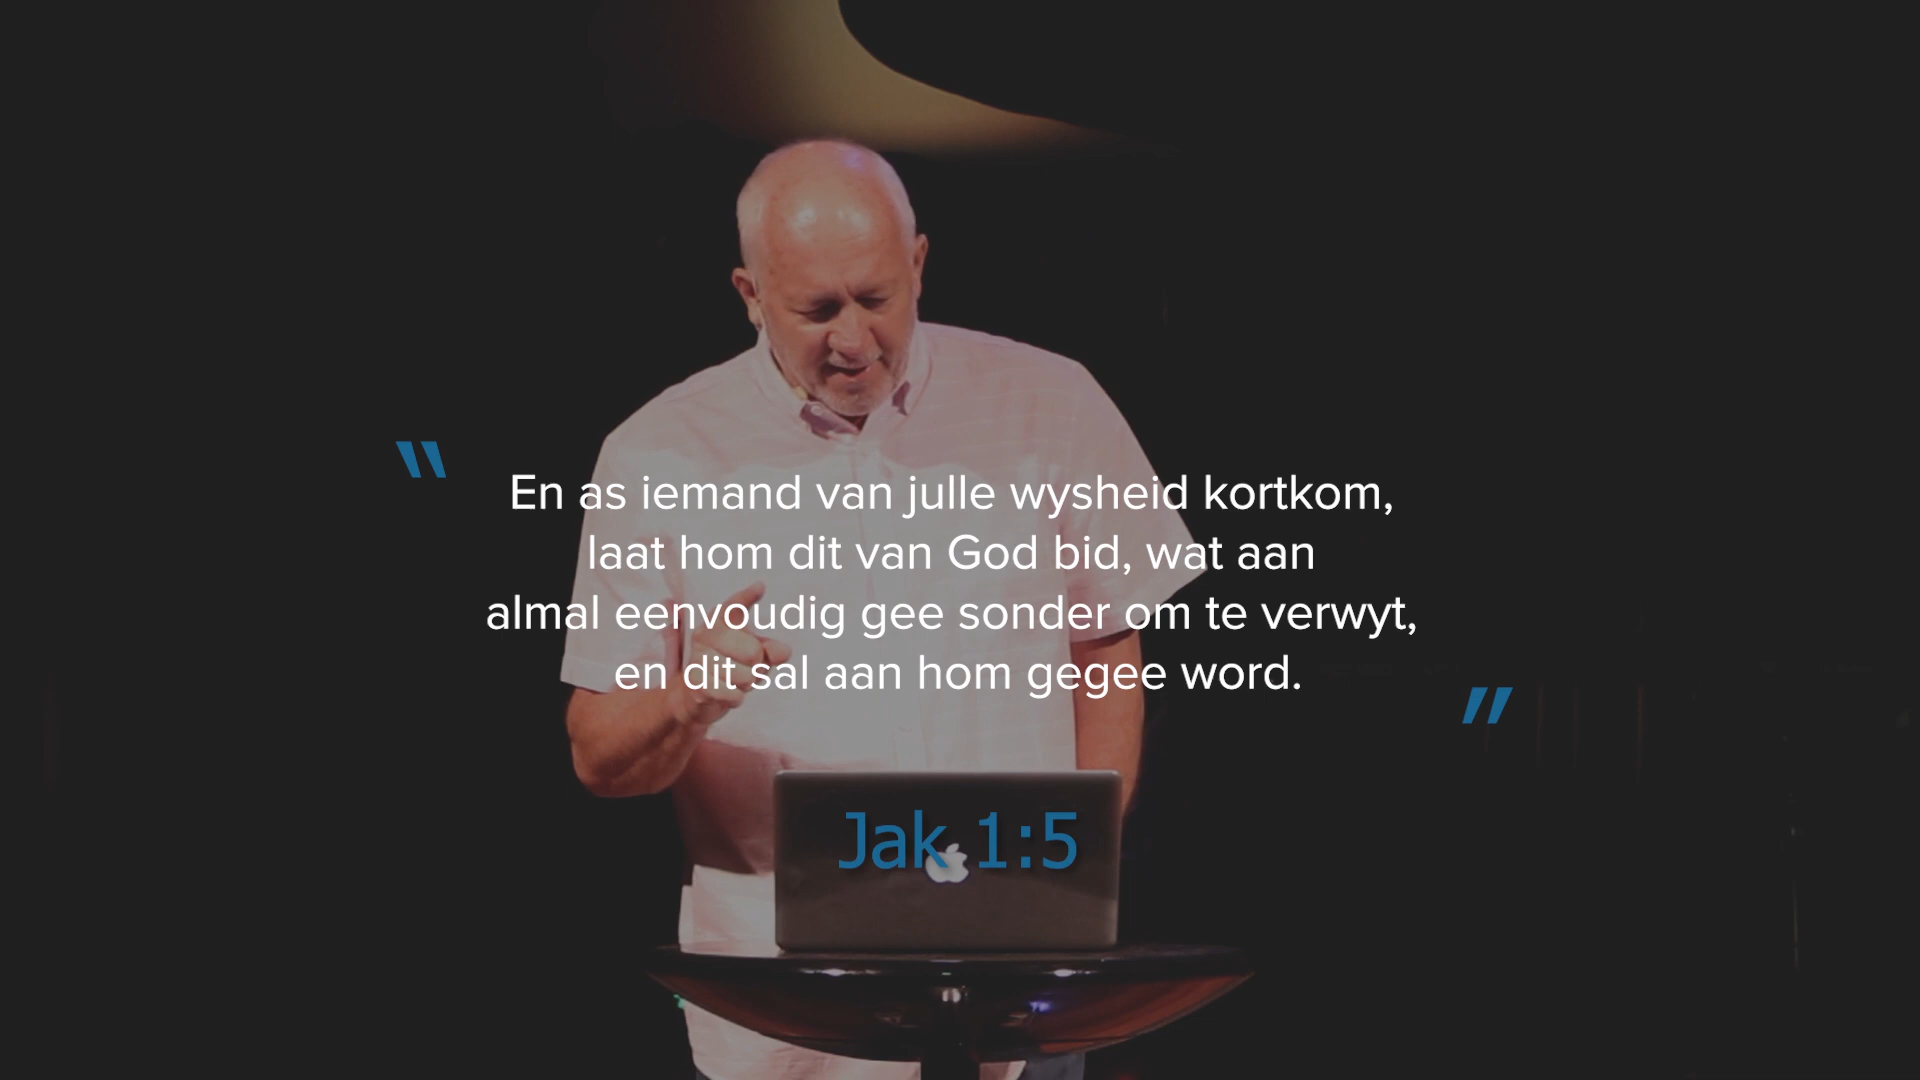 "En as iemand van julle wysheid kortkom,
laat hom dit van God bid, wat aan
almal eenvoudig gee sonder om te verwyt,
en dit sal aan hom gegee word."
Jak 1:5